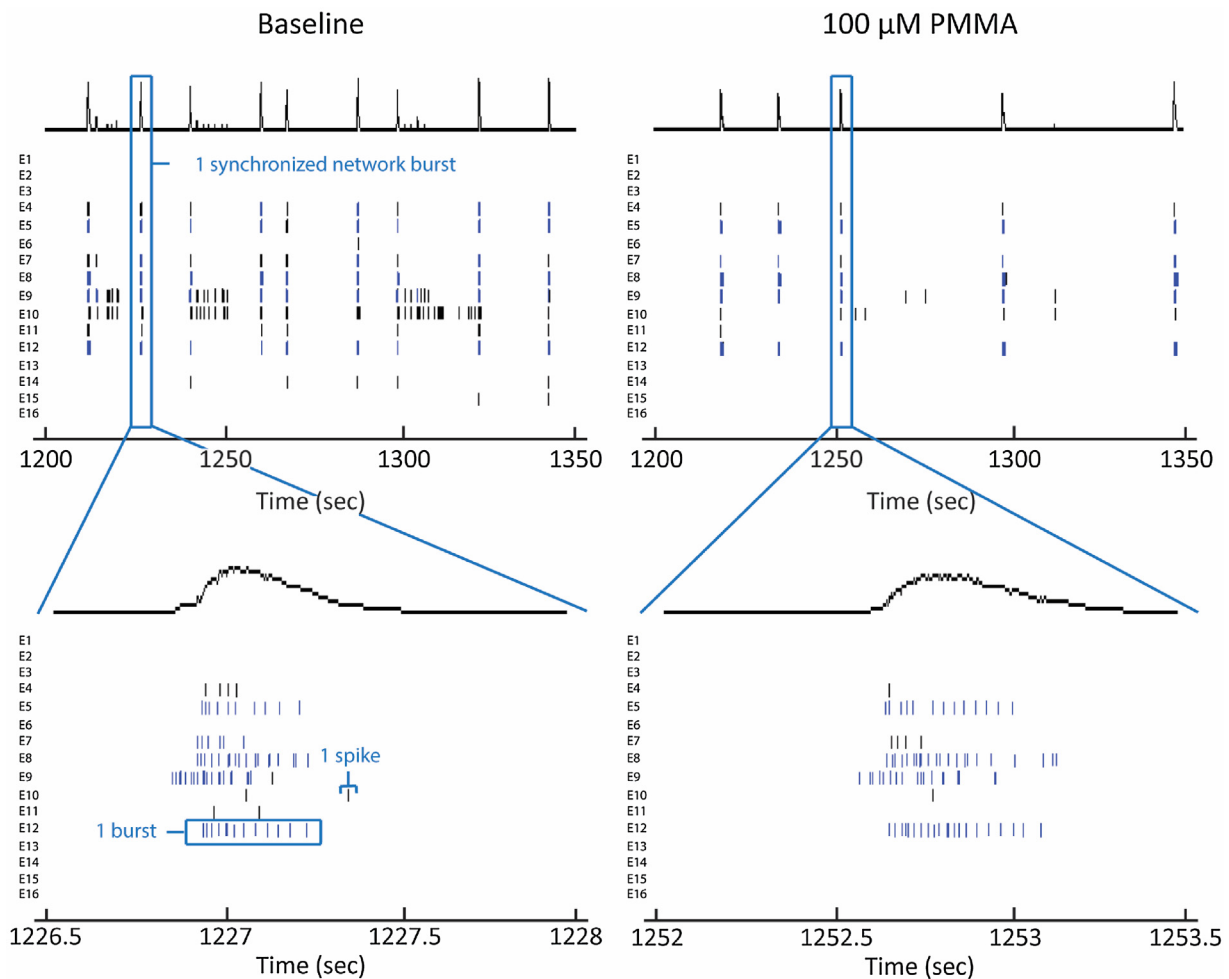 Baseline
100 µM PMMA
E1
E2
E3
E4
E5
E6
E7
E8
E9
E10
E11
E12
E13
E14
E15
E16
1 synchronized network burst
1200 1250 1300 1350
Time (sec)
E1
E2
E3
E4
E5
E6
E7
E8
E9
E10
E11
E12
E13
E14
E15
E16
1200 1250 1300 1350
Time (sec)
E1
E2
E3
E4
E5
E6
E7
E8
E9
E10
E11
E12
E13
E14
E15
E16
1 spike
1 burst
1226.5 1227 1227.5 1228
Time (sec)
E1
E2
E3
E4
E5
E6
E7
E8
E9
E10
E11
E12
E13
E14
E15
E16
1252 1252.5 1253 1253.5
Time (sec)